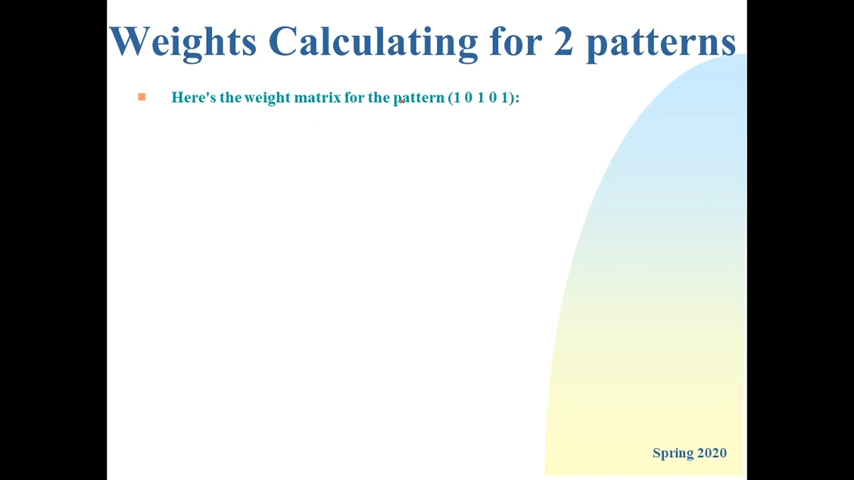 Weights Calculating for 2 patterns
Here's the weight matrix for the pattern (1 0 1 0 1):
Spring 2020